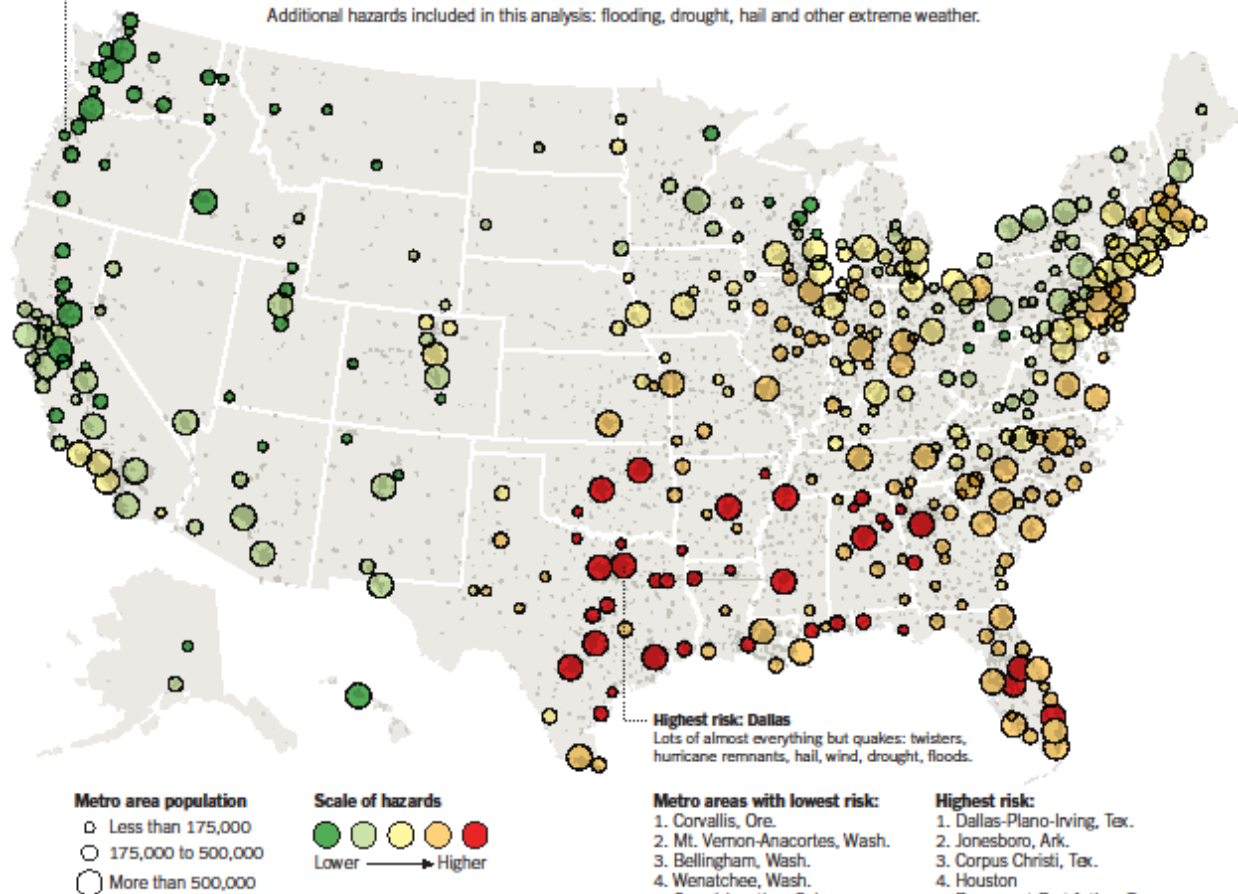 Additional hazards included in this analysis: flooding, drought, hail and other extreme weather.
Highest risk: Dallas
Lots of almost everything but quakes: twisters,
hurricane remnants, hail, wind, drought, floods.
Metro area population
Less than 175,000
175,000 to 500,000
More than 500,000
Scale of hazards
Lower
Higher
Metro areas with lowest risk:
1. Corvallis, Ore.
2. Mt. Vernon-Anacortes, Wash.
3. Bellingham, Wash.
4. Wenatchee, Wash.
Highest risk:
1. Dallas-Plano-Irving, Tex.
2. Jonesboro, Ark.
3. Corpus Christi, Tex.
4. Houston